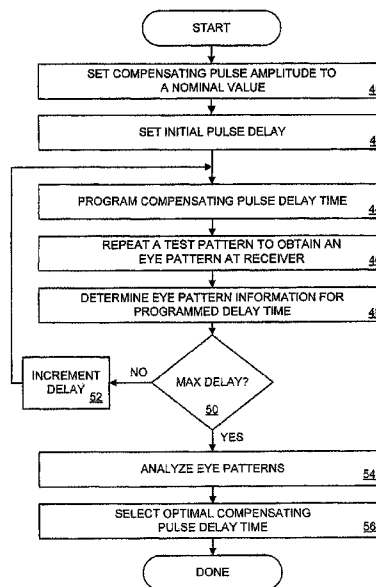 START
SET COMPENSATING PULSE AMPLITUDE TO
A NOMINAL VALUE
SET INITIAL PULSE DELAY
PROGRAM COMPENSATING PULSE DELAY TIME
REPEAT A TEST PATTERN TO OBTAIN AN
EYE PATTERN AT RECEIVER
DETERMINE EYE PATTERN INFORMATION FOR
PROGRAMMED DELAY TIME
INCREMENT
DELAY 52
NO
MAX DELAY?
50
YES
ANALYZE EYE PATTERNS
54
SELECT OPTIMAL COMPENSATING
PULSE DELAY TIME
56
DONE